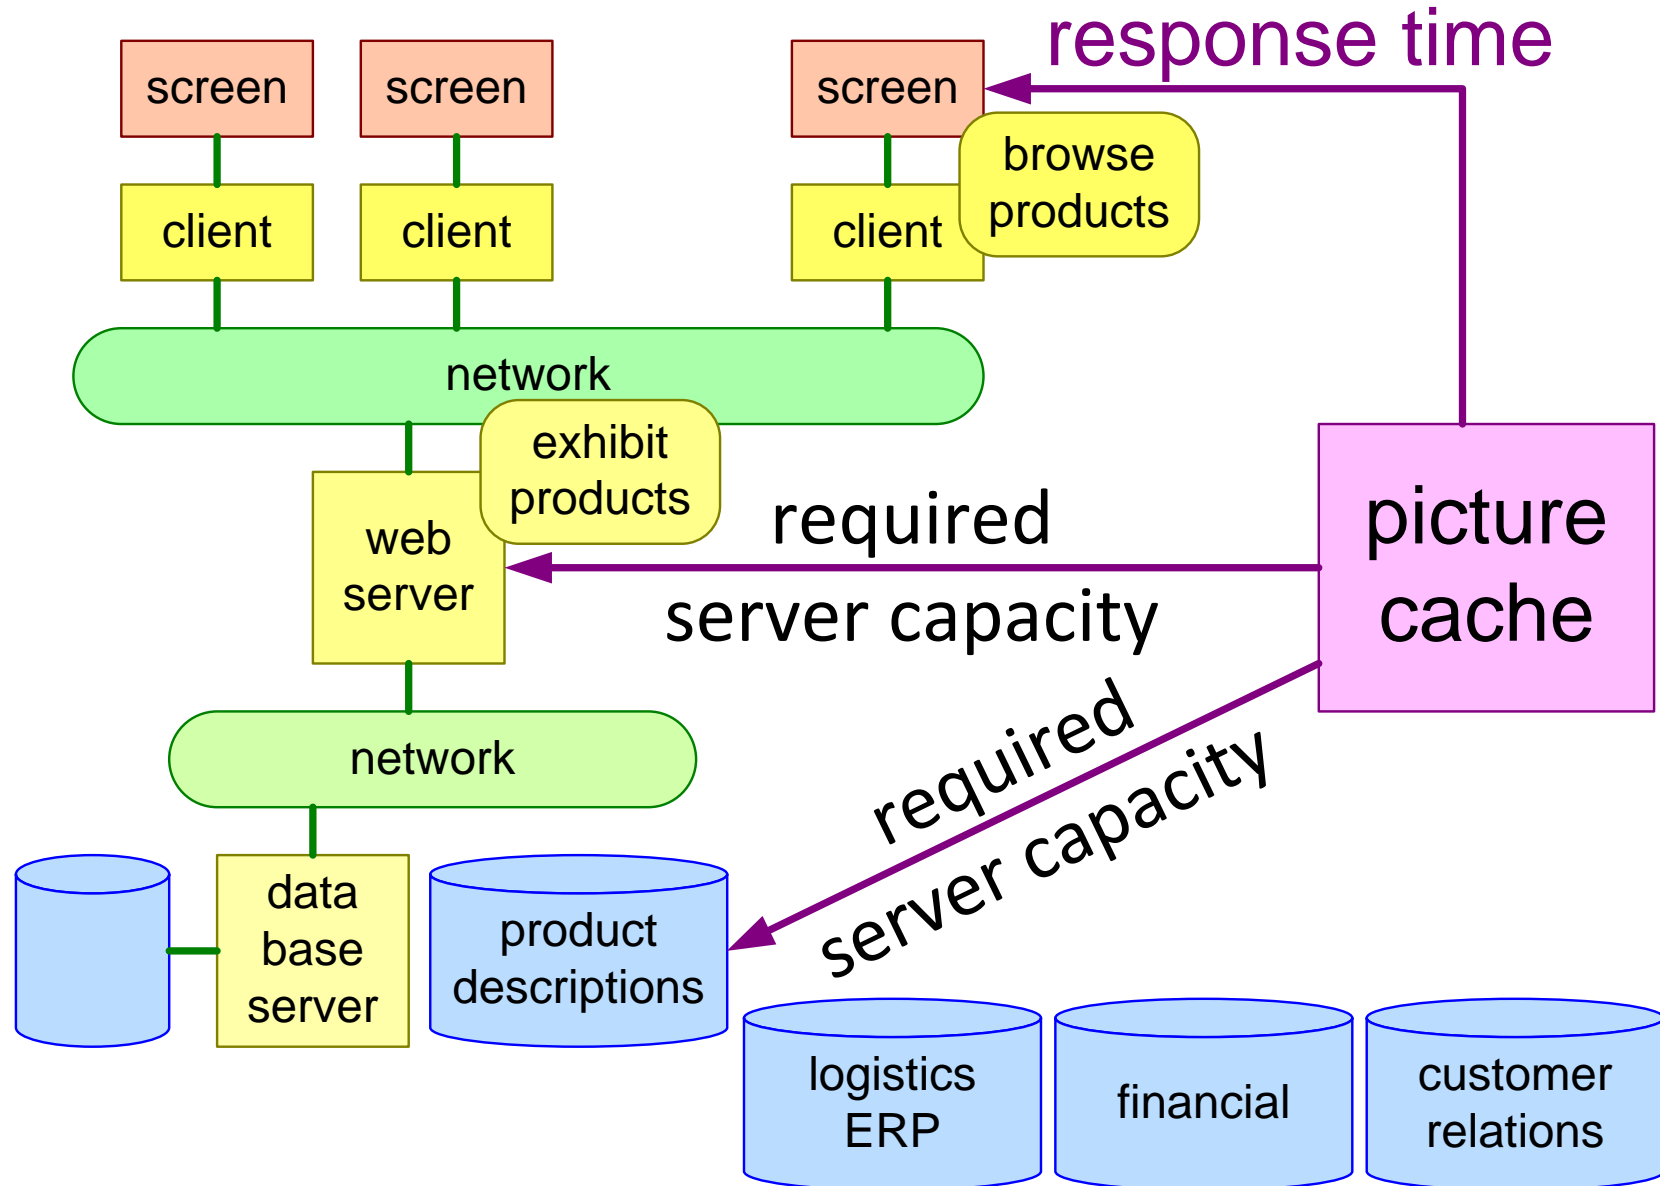 response time
screen
screen
screen
browse
products
client
client
client
network
exhibit
products
web
server
required
server capacity
picture
cache
network
required
server capacity
data
base
server
product
descriptions
logistics
ERP
financial
customer
relations